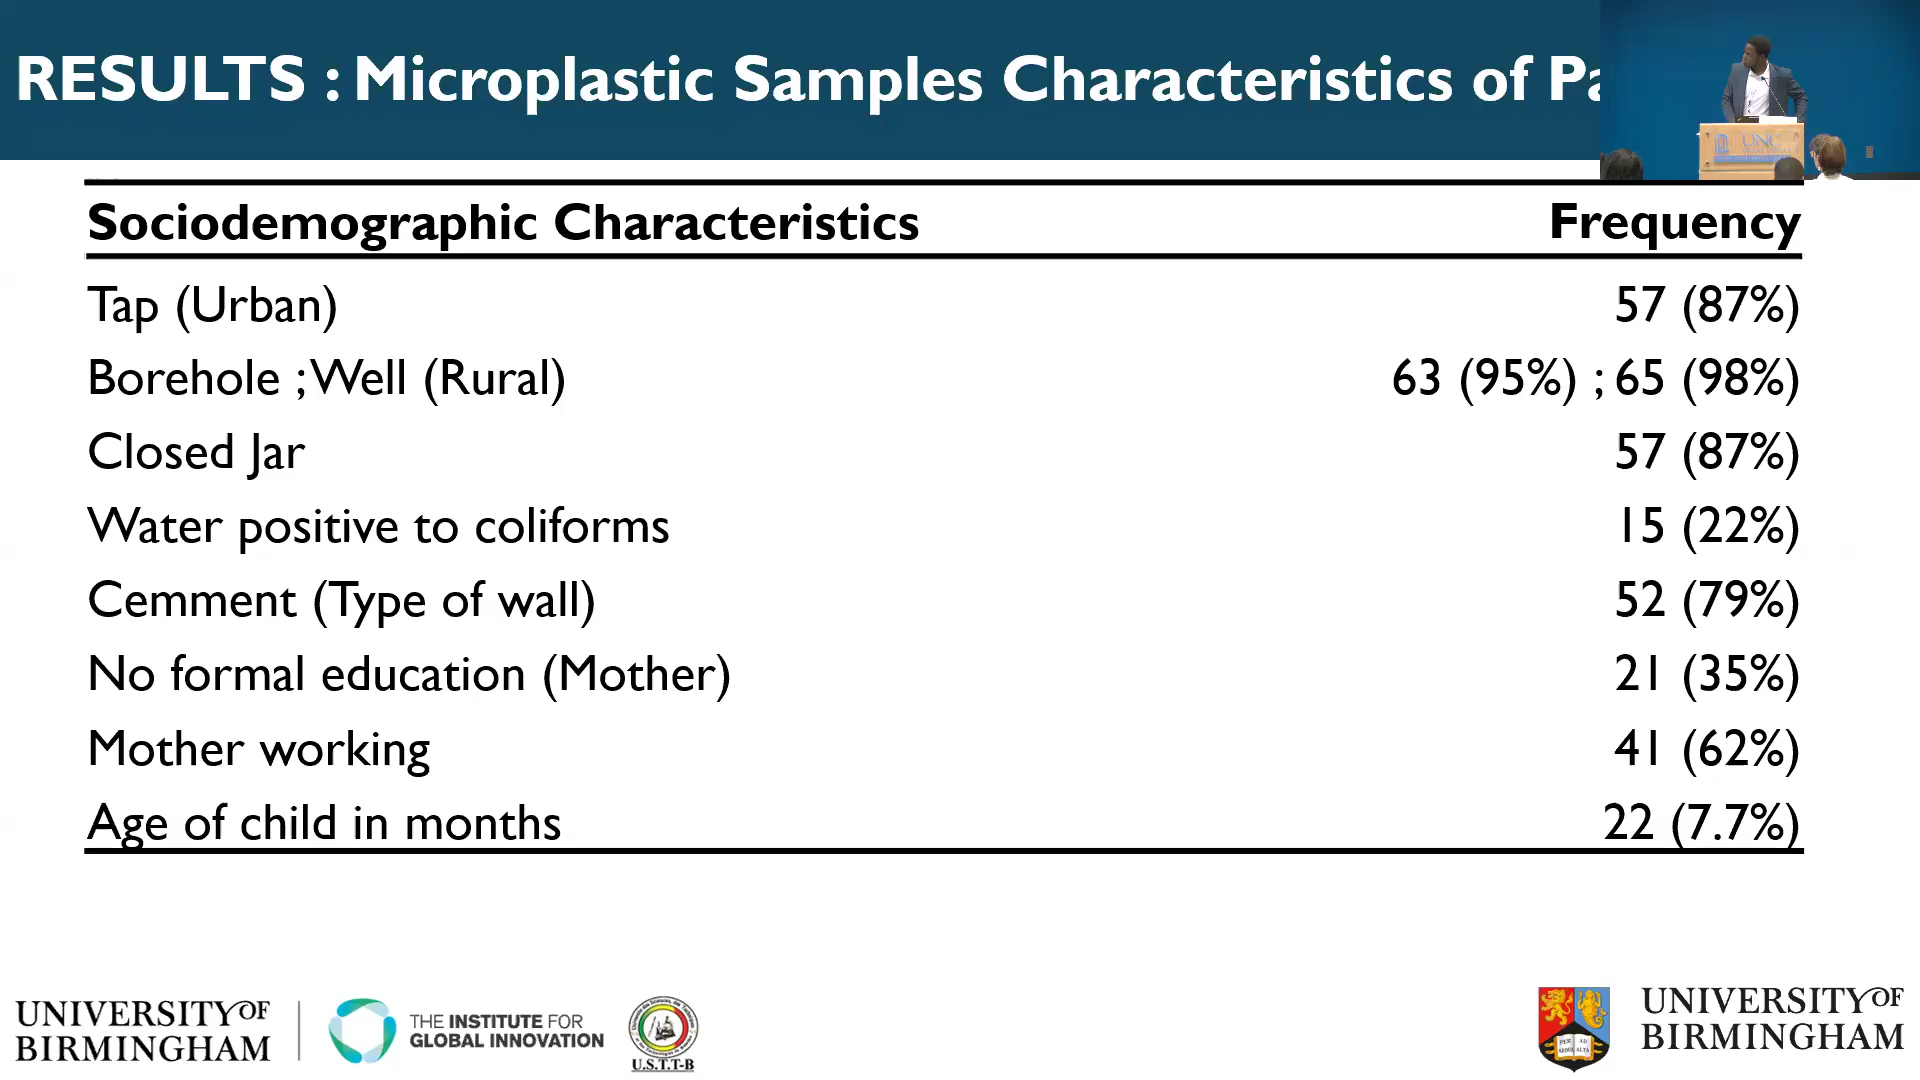 RESULTS : Microplastic Samples Characteristics of
Sociodemographic Characteristics Frequency
Tap (Urban) 57 (87%)
Borehole ; Well (Rural) 63 (95%) ; 65 (98%)
Closed Jar 57 (87%)
Water positive to coliforms 15 (22%)
Cemment (Type of wall) 52 (79%)
No formal education (Mother) 21 (35%)
Mother working 41 (62%)
Age of child in months 22 (7.7%)
UNC
UNIVERSITY OF BIRMINGHAM
THE INSTITUTE FOR
GLOBAL INNOVATION
U.S.T.T-B
UNIVERSITY OF
BIRMINGHAM